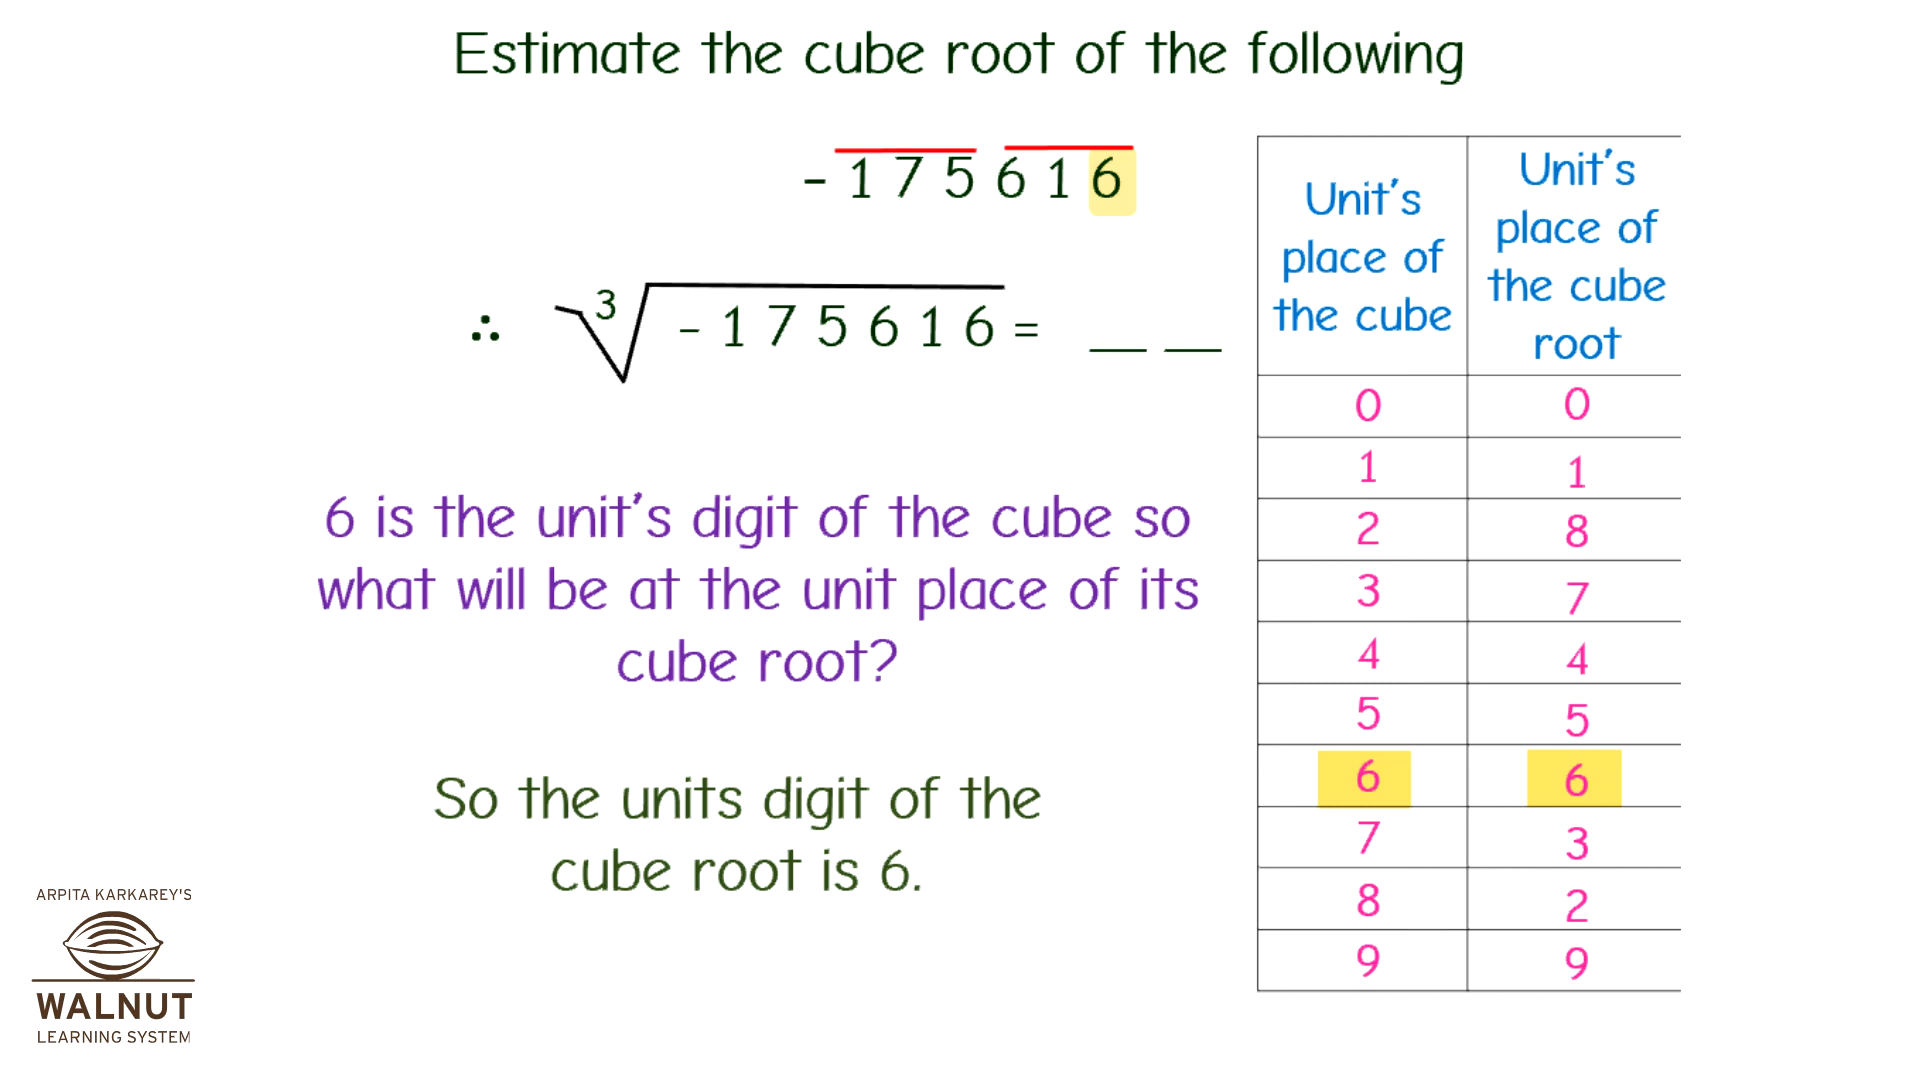 Estimate the cube root of the following
- 1 7 5 6 1 6
∴ 3√ - 1 7 5 6 1 6 = __ __
6 is the unit's digit of the cube so
what will be at the unit place of its
cube root?
So the units digit of the
cube root is 6.
Unit's
place of
the cube
Unit's
place of
the cube
root
0 0
1 1
2 8
3 7
4 4
5 5
6 6
7 3
8 2
9 9
ARPITA KARKAREY'S
WALNUT
LEARNING SYSTEM